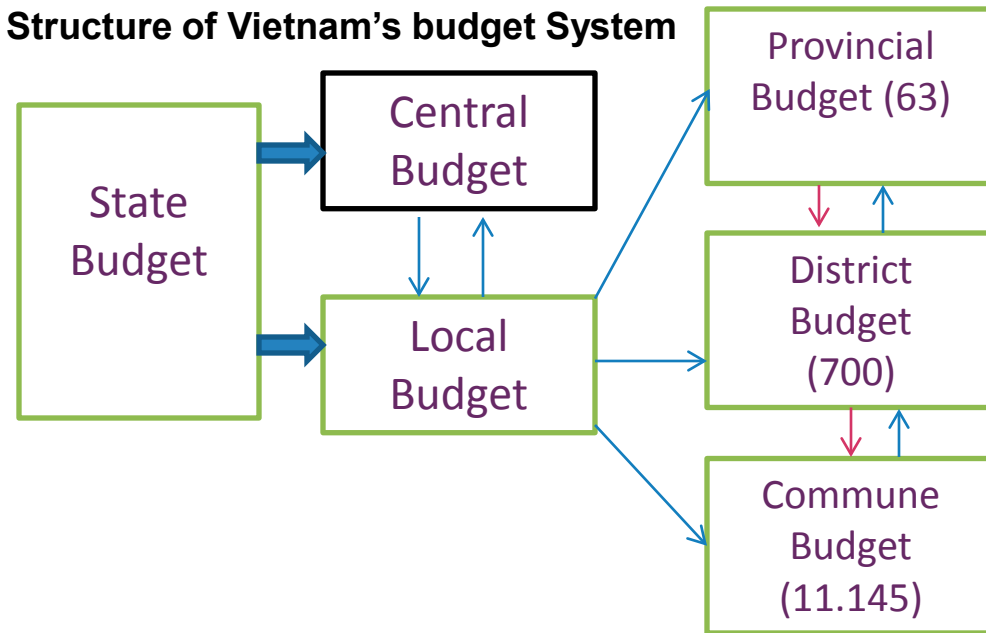 Structure of Vietnam's budget System
State
Budget
Central
Budget
Local
Budget
Provincial
Budget (63)
District
Budget
(700)
Commune
Budget
(11.145)